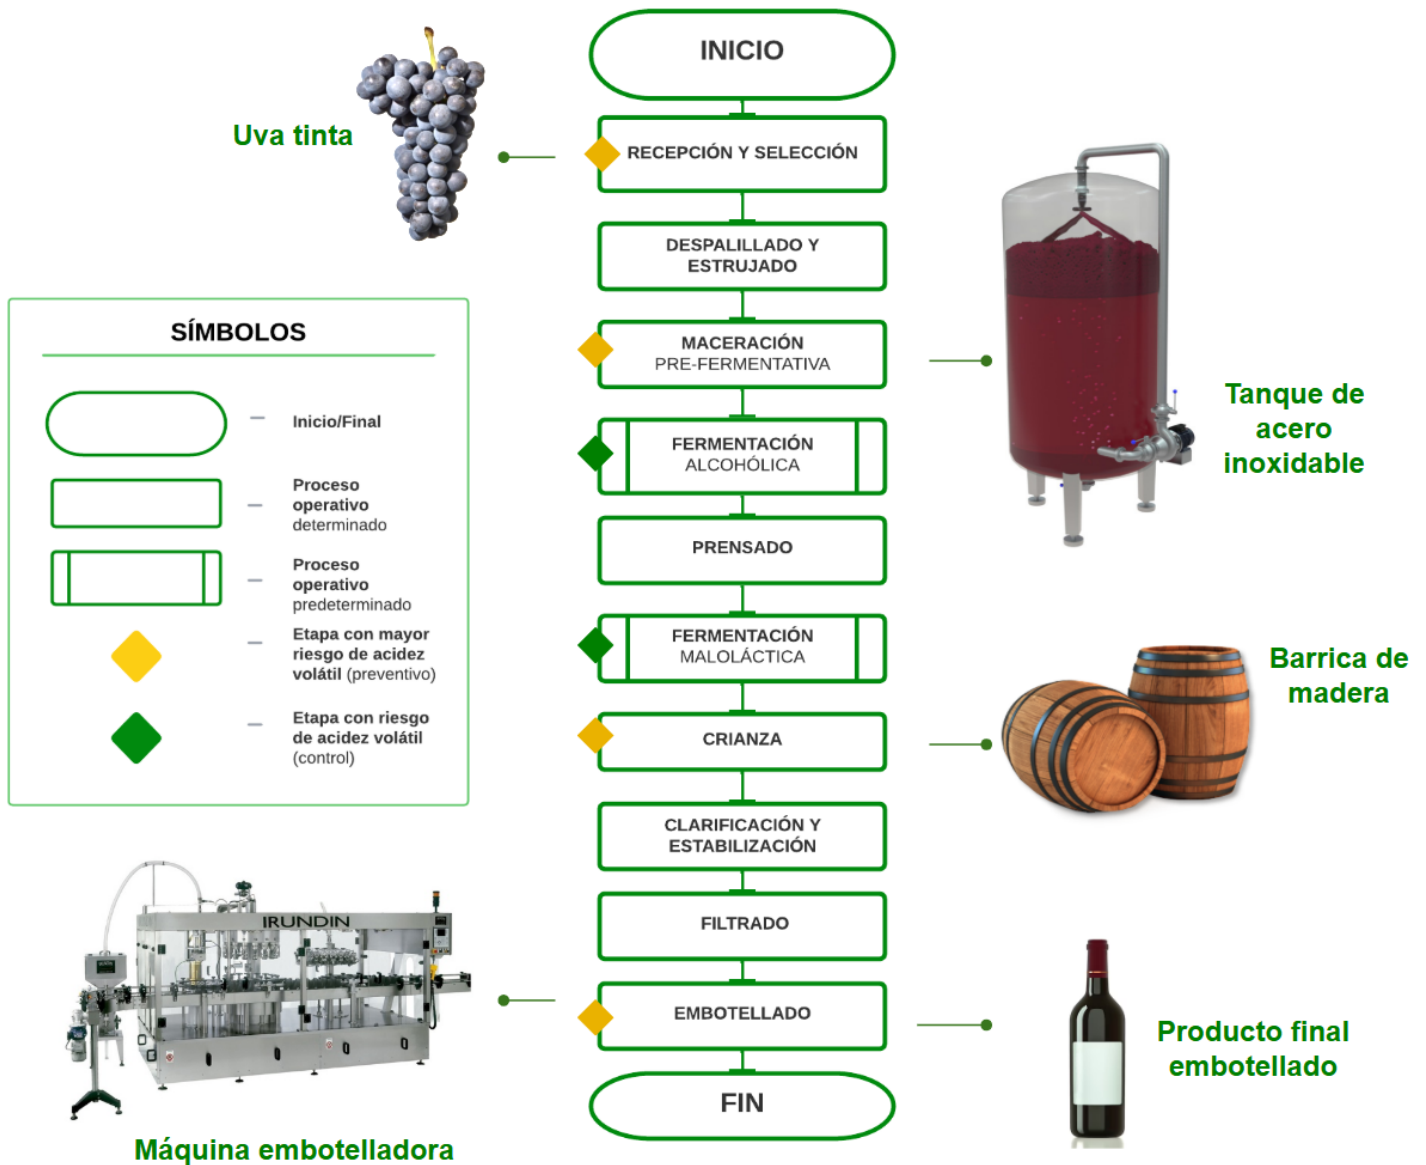 INICIO
Uva tinta
RECEPCIÓN Y SELECCIÓN
DESPALILLADO Y
ESTRUJADO
MACERACIÓN
PRE-FERMENTATIVA
Tanque de
acero
inoxidable
FERMENTACIÓN
ALCOHÓLICA
PRENSADO
FERMENTACIÓN
MALOLÁCTICA
Barrica de
madera
CRIANZA
CLARIFICACIÓN Y
ESTABILIZACIÓN
FILTRADO
EMBOTELLADO
Producto final
embotellado
FIN
SÍMBOLOS
Inicio/Final
Proceso
operativo
determinado
Proceso
operativo
predeterminado
Etapa con mayor
riesgo de acidez
volátil (preventivo)
Etapa con riesgo
de acidez volátil
(control)
IRUNDIN
Máquina embotelladora